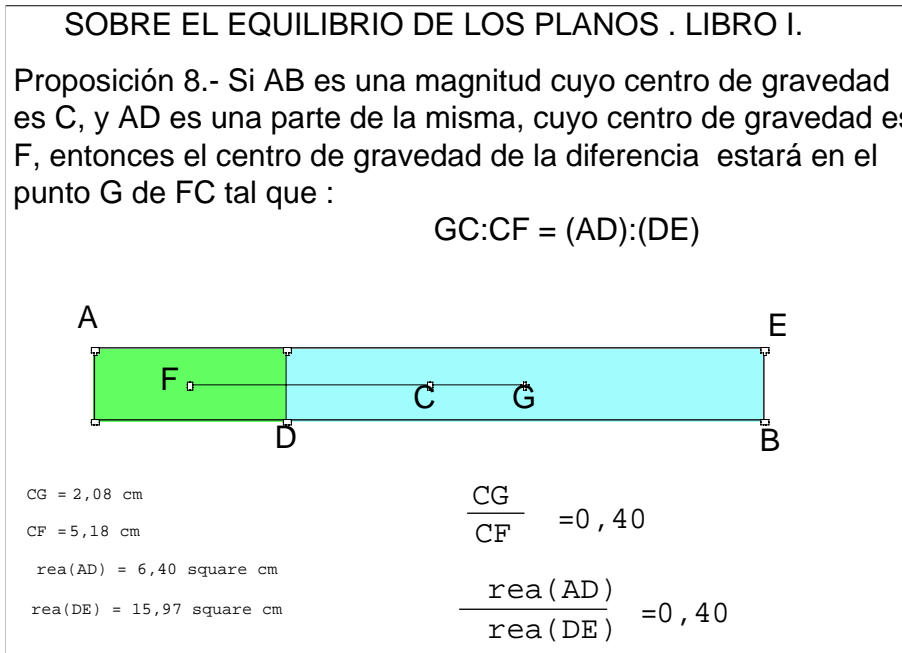 SOBRE EL EQUILIBRIO DE LOS PLANOS . LIBRO I.
Proposición 8.- Si AB es una magnitud cuyo centro de gravedad
es C, y AD es una parte de la misma, cuyo centro de gravedad es
F, entonces el centro de gravedad de la diferencia estará en el
punto G de FC tal que :
GC:CF = (AD):(DE)
A
E
F
C
G
D
B
CG = 2,08 cm
CF = 5,18 cm
rea(AD) = 6,40 square cm
rea(DE) = 15,97 square cm
CG
CF
=0,40
rea(AD)
rea(DE)
=0,40